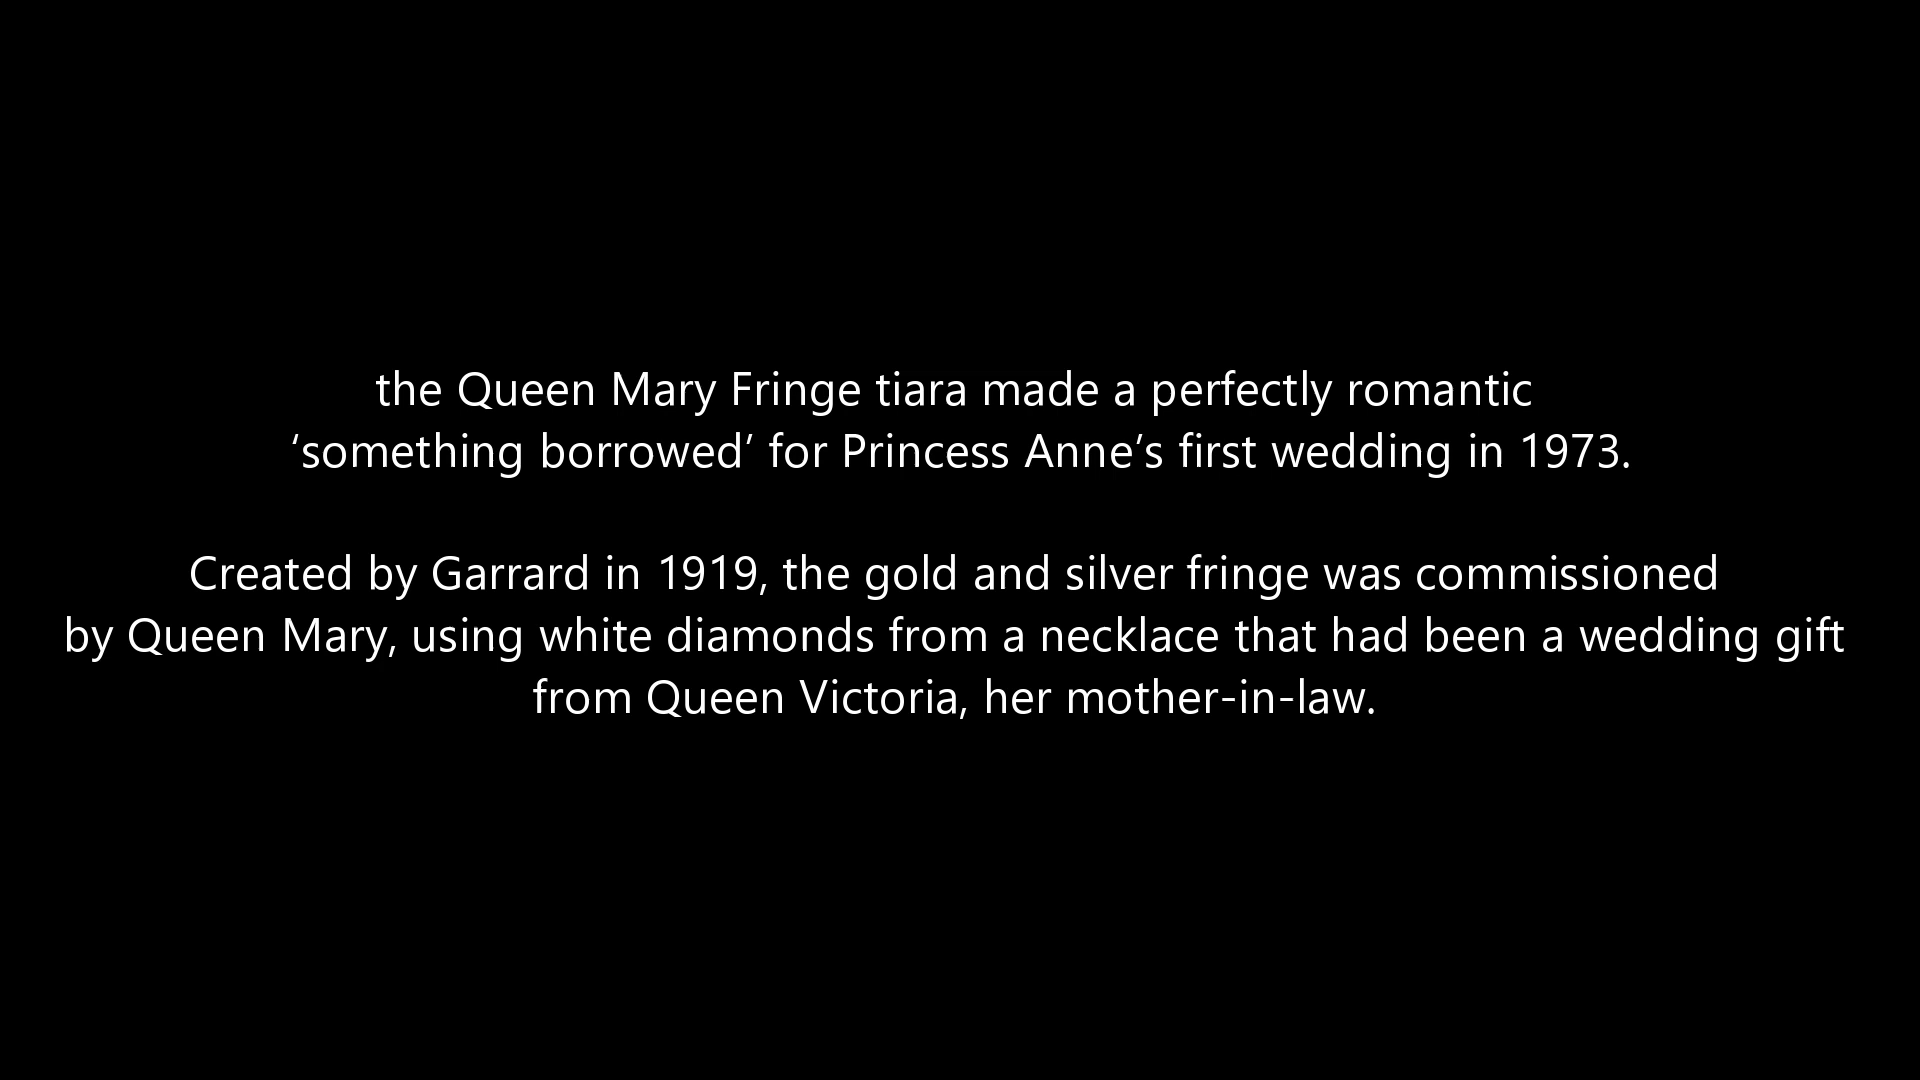 the Queen Mary Fringe tiara made a perfectly romantic
‘something borrowed’ for Princess Anne’s first wedding in 1973.
Created by Garrard in 1919, the gold and silver fringe was commissioned
by Queen Mary, using white diamonds from a necklace that had been a wedding gift
from Queen Victoria, her mother-in-law.